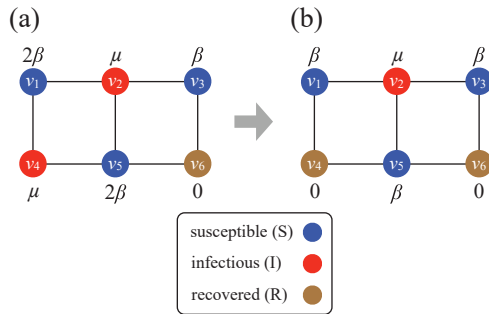 (a)
(b)
2β μ β
β μ β
v1 v2 v3
v1 v2 v3
v4 v5 v6
v4 v5 v6
μ 2β 0
0 β 0
susceptible (S)
infectious (I)
recovered (R)